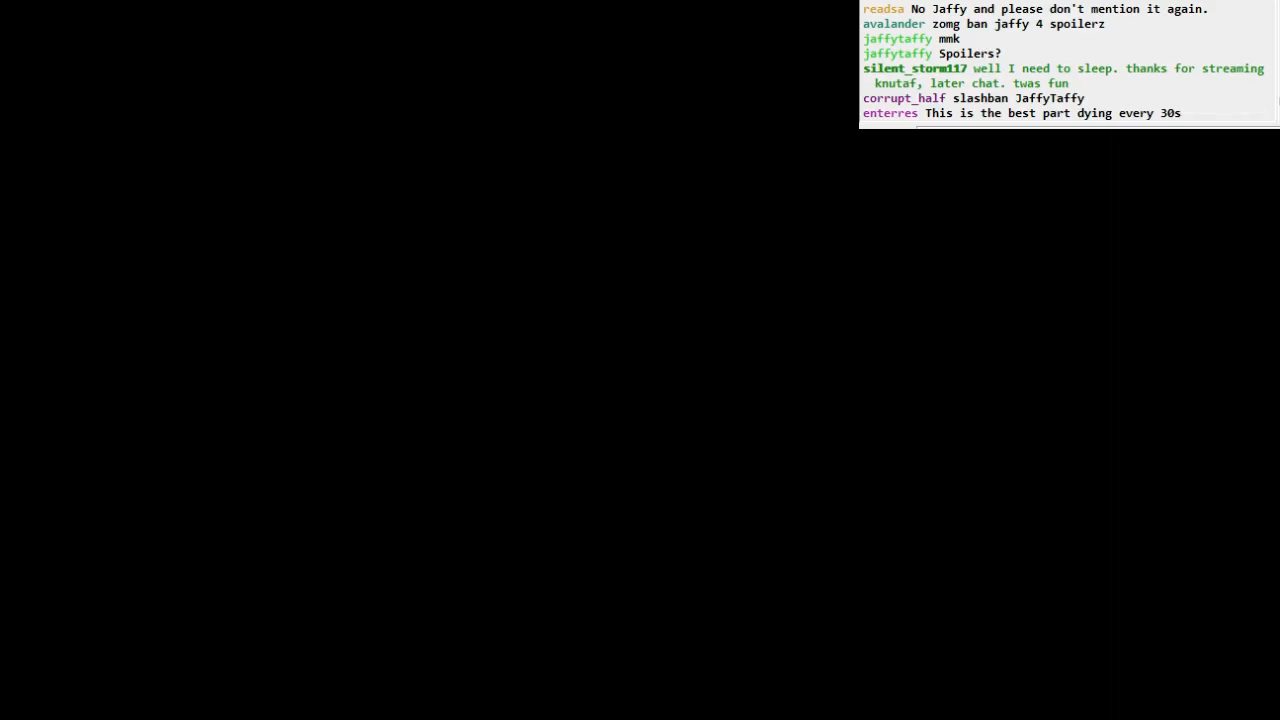 readsa No Jaffy and please don't mention it again.
avalander zomg ban jaffy 4 spoilerz
jaffytaffy mmk
jaffytaffy Spoilers?
silent_storm117 well I need to sleep. thanks for streaming
knutaf, later chat. twas fun
corrupt_half slashban JaffyTaffy
enterres This is the best part dying every 30s